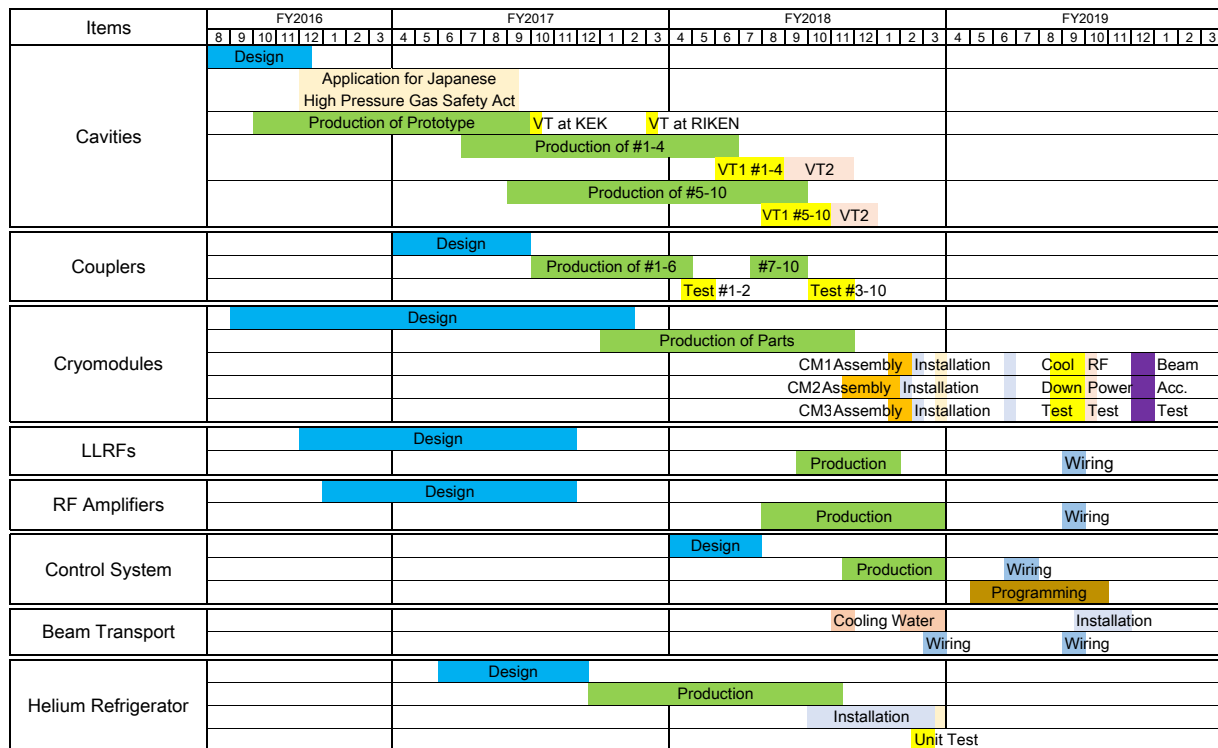 Items FY2016 FY2017 FY2018 FY2019
8 9 10 11 12 1 2 3 4 5 6 7 8 9 10 11 12 1 2 3 4 5 6 7 8 9 10 11 12 1 2 3 4 5 6 7 8 9 10 11 12 1 2 3
Cavities
Design
Application for Japanese
High Pressure Gas Safety Act
Production of Prototype VT at KEK VT at RIKEN
Production of #1-4
VT1 #1-4 VT2
Production of #5-10
VT1 #5-10 VT2
Couplers
Design
Production of #1-6 #7-10
Test #1-2 Test #3-10
Cryomodules
Design
Production of Parts
CM1 Assembly Installation Cool RF Beam
CM2 Assembly Installation Down Power Acc.
CM3 Assembly Installation Test Test Test
LLRFs
Design
Production Wiring
RF Amplifiers
Design
Production Wiring
Control System
Design
Production Wiring
Programming
Beam Transport
Cooling Water Installation
Wiring Wiring
Helium Refrigerator
Design
Production
Installation
Unit Test